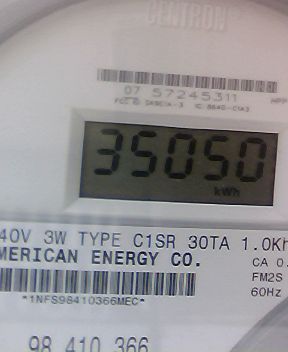 CENTRON
07 57245311
35050
kWh
40V 3W TYPE C1SR 30TA 1.0Kh
MERICAN ENERGY CO.
CA 0.
FM2S
60Hz
*1NFS98410366MEC*
98 410 366